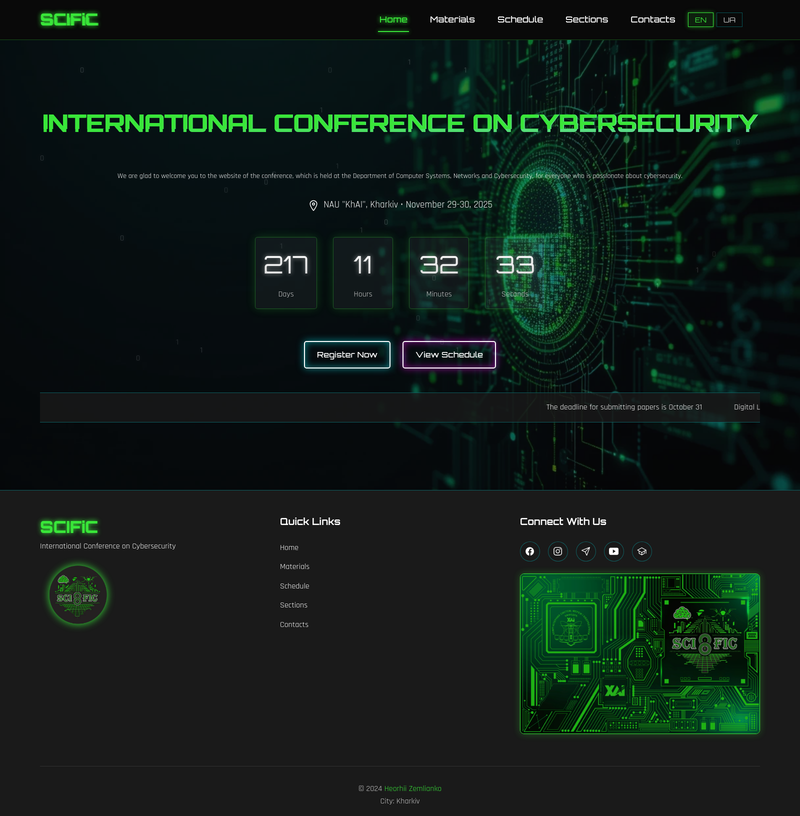 SCIFIC
Home
Materials
Schedule
Sections
Contacts
EN
UA
INTERNATIONAL CONFERENCE ON CYBERSECURITY
We are glad to welcome you to the website of the conference, which is held at the Department of Computer Systems, Networks and Cybersecurity, for everyone who is passionate about cybersecurity.
NAU "KhAI", Kharkiv • November 29-30, 2025
217
11
32
33
Days
Hours
Minutes
Seconds
Register Now
View Schedule
The deadline for submitting papers is October 31
Digital L
SCIFIC
International Conference on Cybersecurity
SCI 8 FIC
Quick Links
Home
Materials
Schedule
Sections
Contacts
Connect With Us
SCI 8 FIC
XAI
© 2024 Heorhii Zemlianko
City: Kharkiv